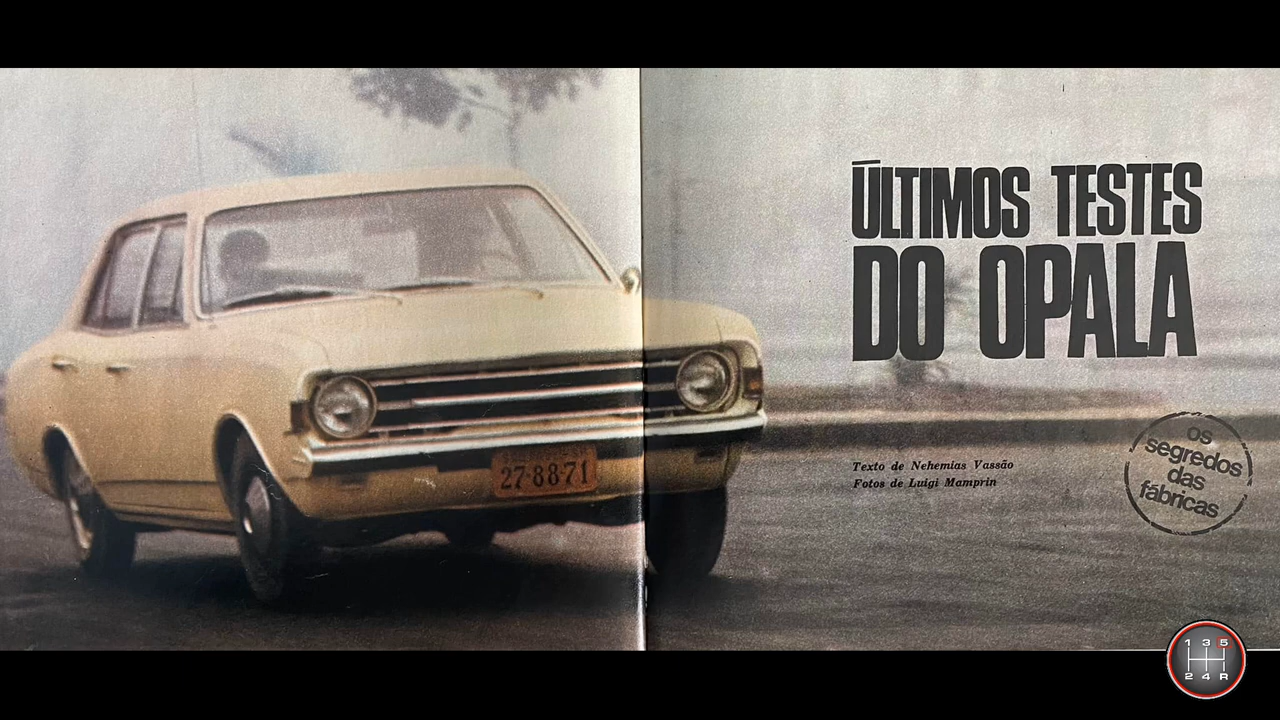 ÚLTIMOS TESTES
DO OPALA
Texto de Nehemias Vassão
Fotos de Luigi Mamprin
os
segredos
das
fábricas
27-88-71
1 3 5
2 4 R